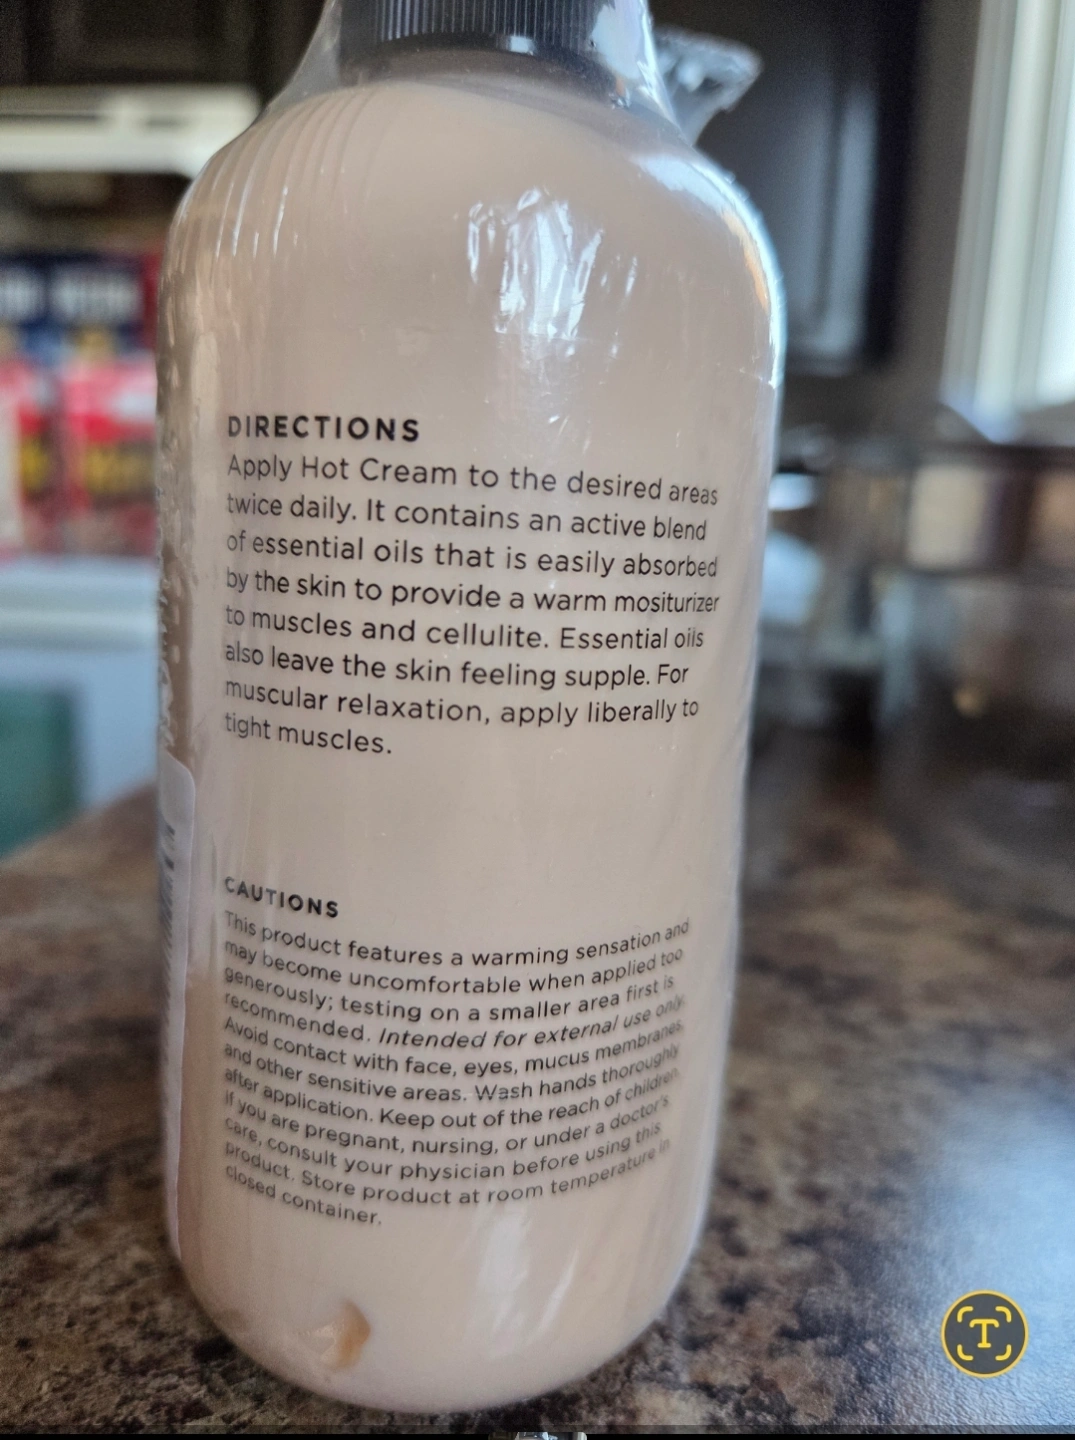 DIRECTIONS
Apply Hot Cream to the desired areas
twice daily. It contains an active blend
of essential oils that is easily absorbed
by the skin to provide a warm mositurizer
to muscles and cellulite. Essential oils
also leave the skin feeling supple. For
muscular relaxation, apply liberally to
tight muscles.
CAUTIONS
This product features a warming sensation and
may become uncomfortable when applied too
generously; testing on a smaller area first is
recommended. Intended for external use only.
Avoid contact with face, eyes, mucus membranes,
and other sensitive areas. Wash hands thoroughly
after application. Keep out of the reach of children.
If you are pregnant, nursing, or under a doctor's
care, consult your physician before using this
product. Store product at room temperature in
closed container.
T